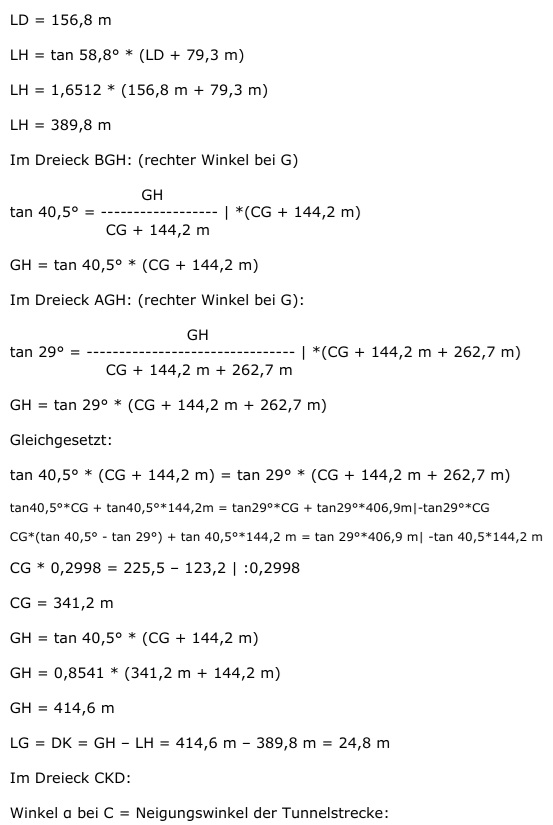 LD = 156,8 m
LH = tan 58,8° * (LD + 79,3 m)
LH = 1,6512 * (156,8 m + 79,3 m)
LH = 389,8 m
Im Dreieck BGH: (rechter Winkel bei G)
GH
tan 40,5° = ------------------ | *(CG + 144,2 m)
CG + 144,2 m
GH = tan 40,5° * (CG + 144,2 m)
Im Dreieck AGH: (rechter Winkel bei G):
GH
tan 29° = -------------------------------- | *(CG + 144,2 m + 262,7 m)
CG + 144,2 m + 262,7 m
GH = tan 29° * (CG + 144,2 m + 262,7 m)
Gleichgesetzt:
tan 40,5° * (CG + 144,2 m) = tan 29° * (CG + 144,2 m + 262,7 m)
tan40,5°*CG + tan40,5°*144,2m = tan29°*CG + tan29°*406,9m|-tan29°*CG
CG*(tan 40,5° - tan 29°) + tan 40,5°*144,2 m = tan 29°*406,9 m| -tan 40,5*144,2 m
CG * 0,2998 = 225,5 – 123,2 | :0,2998
CG = 341,2 m
GH = tan 40,5° * (CG + 144,2 m)
GH = 0,8541 * (341,2 m + 144,2 m)
GH = 414,6 m
LG = DK = GH – LH = 414,6 m – 389,8 m = 24,8 m
Im Dreieck CKD:
Winkel α bei C = Neigungswinkel der Tunnelstrecke: